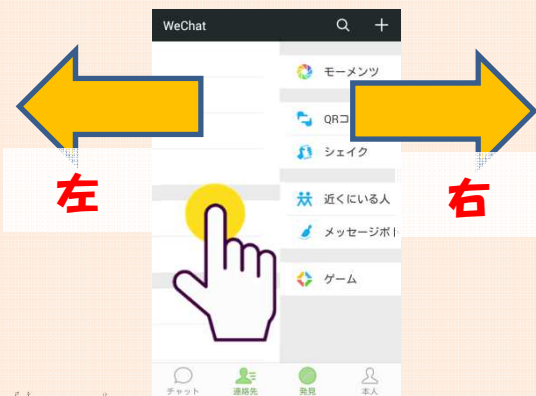 WeChat
モーメンツ
QRコ
シェイク
左
右
近くにいる人
メッセージボト
ゲーム
チャット
連絡先
発見
本人